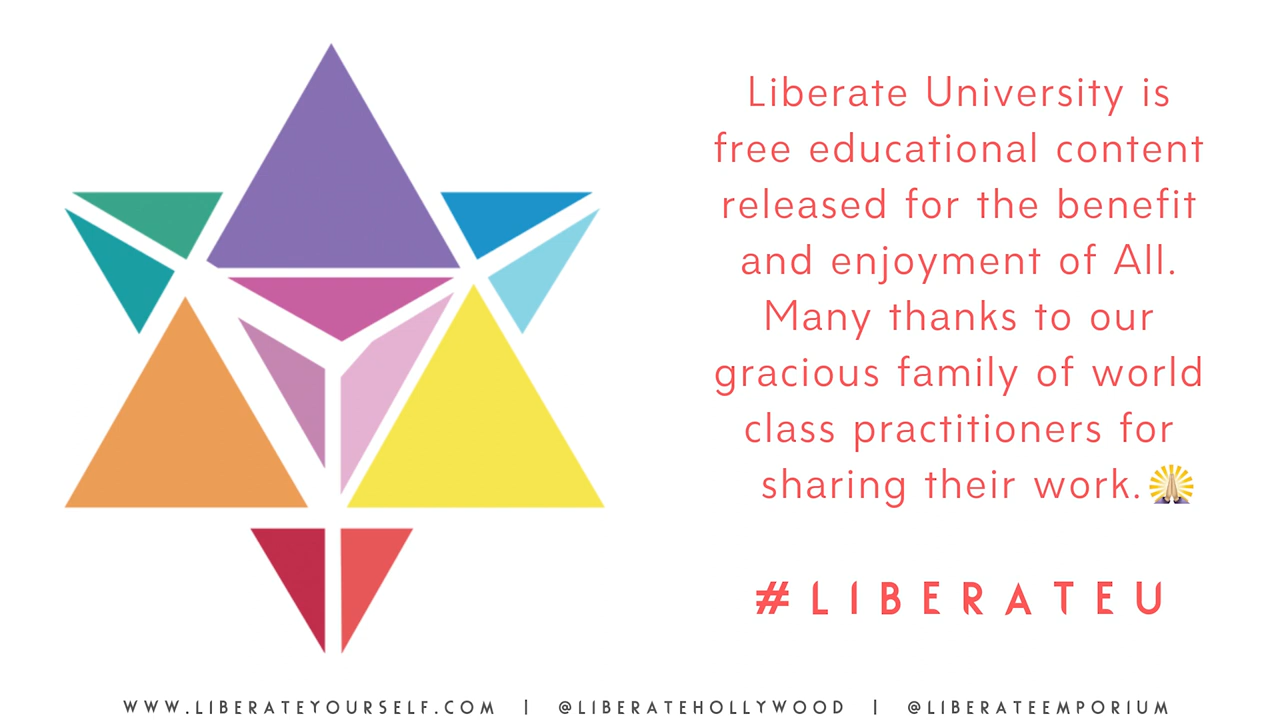 Liberate University is
free educational content
released for the benefit
and enjoyment of All.
Many thanks to our
gracious family of world
class practitioners for
sharing their work.🙏
#LIBERATEU
WWW.LIBERATEYOURSELF.COM | @LIBERATEHOLLYWOOD | @LIBERATEEMPORIUM